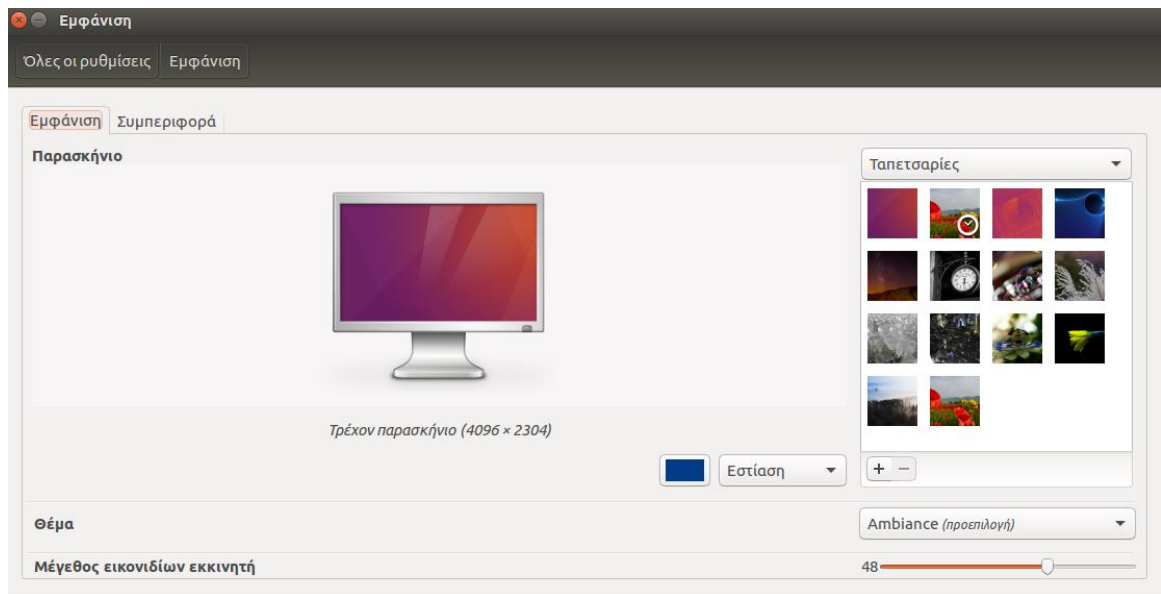 Εμφάνιση
Όλες οι ρυθμίσεις Εμφάνιση
Εμφάνιση Συμπεριφορά
Παρασκήνιο
Ταπετσαρίες
Τρέχον παρασκήνιο (4096 × 2304)
Εστίαση
+ −
Θέμα
Ambiance (προεπιλογή)
Μέγεθος εικονιδίων εκκινητή
48